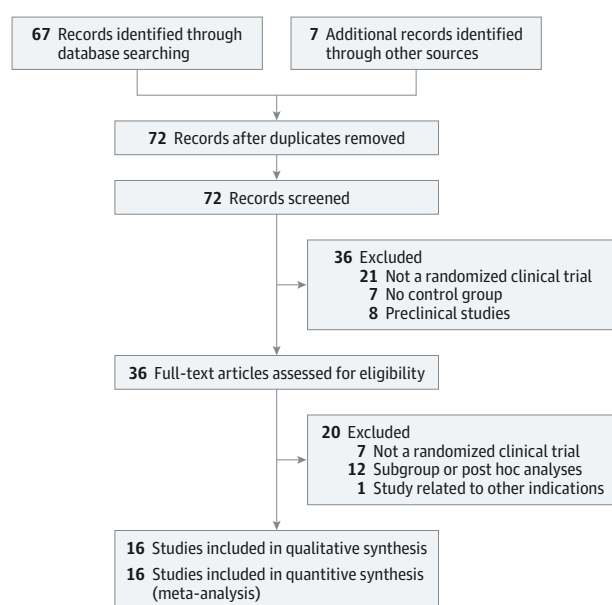 67 Records identified through
database searching
7 Additional records identified
through other sources
72 Records after duplicates removed
72 Records screened
36 Excluded
21 Not a randomized clinical trial
7 No control group
8 Preclinical studies
36 Full-text articles assessed for eligibility
20 Excluded
7 Not a randomized clinical trial
12 Subgroup or post hoc analyses
1 Study related to other indications
16 Studies included in qualitative synthesis
16 Studies included in quantitive synthesis
(meta-analysis)